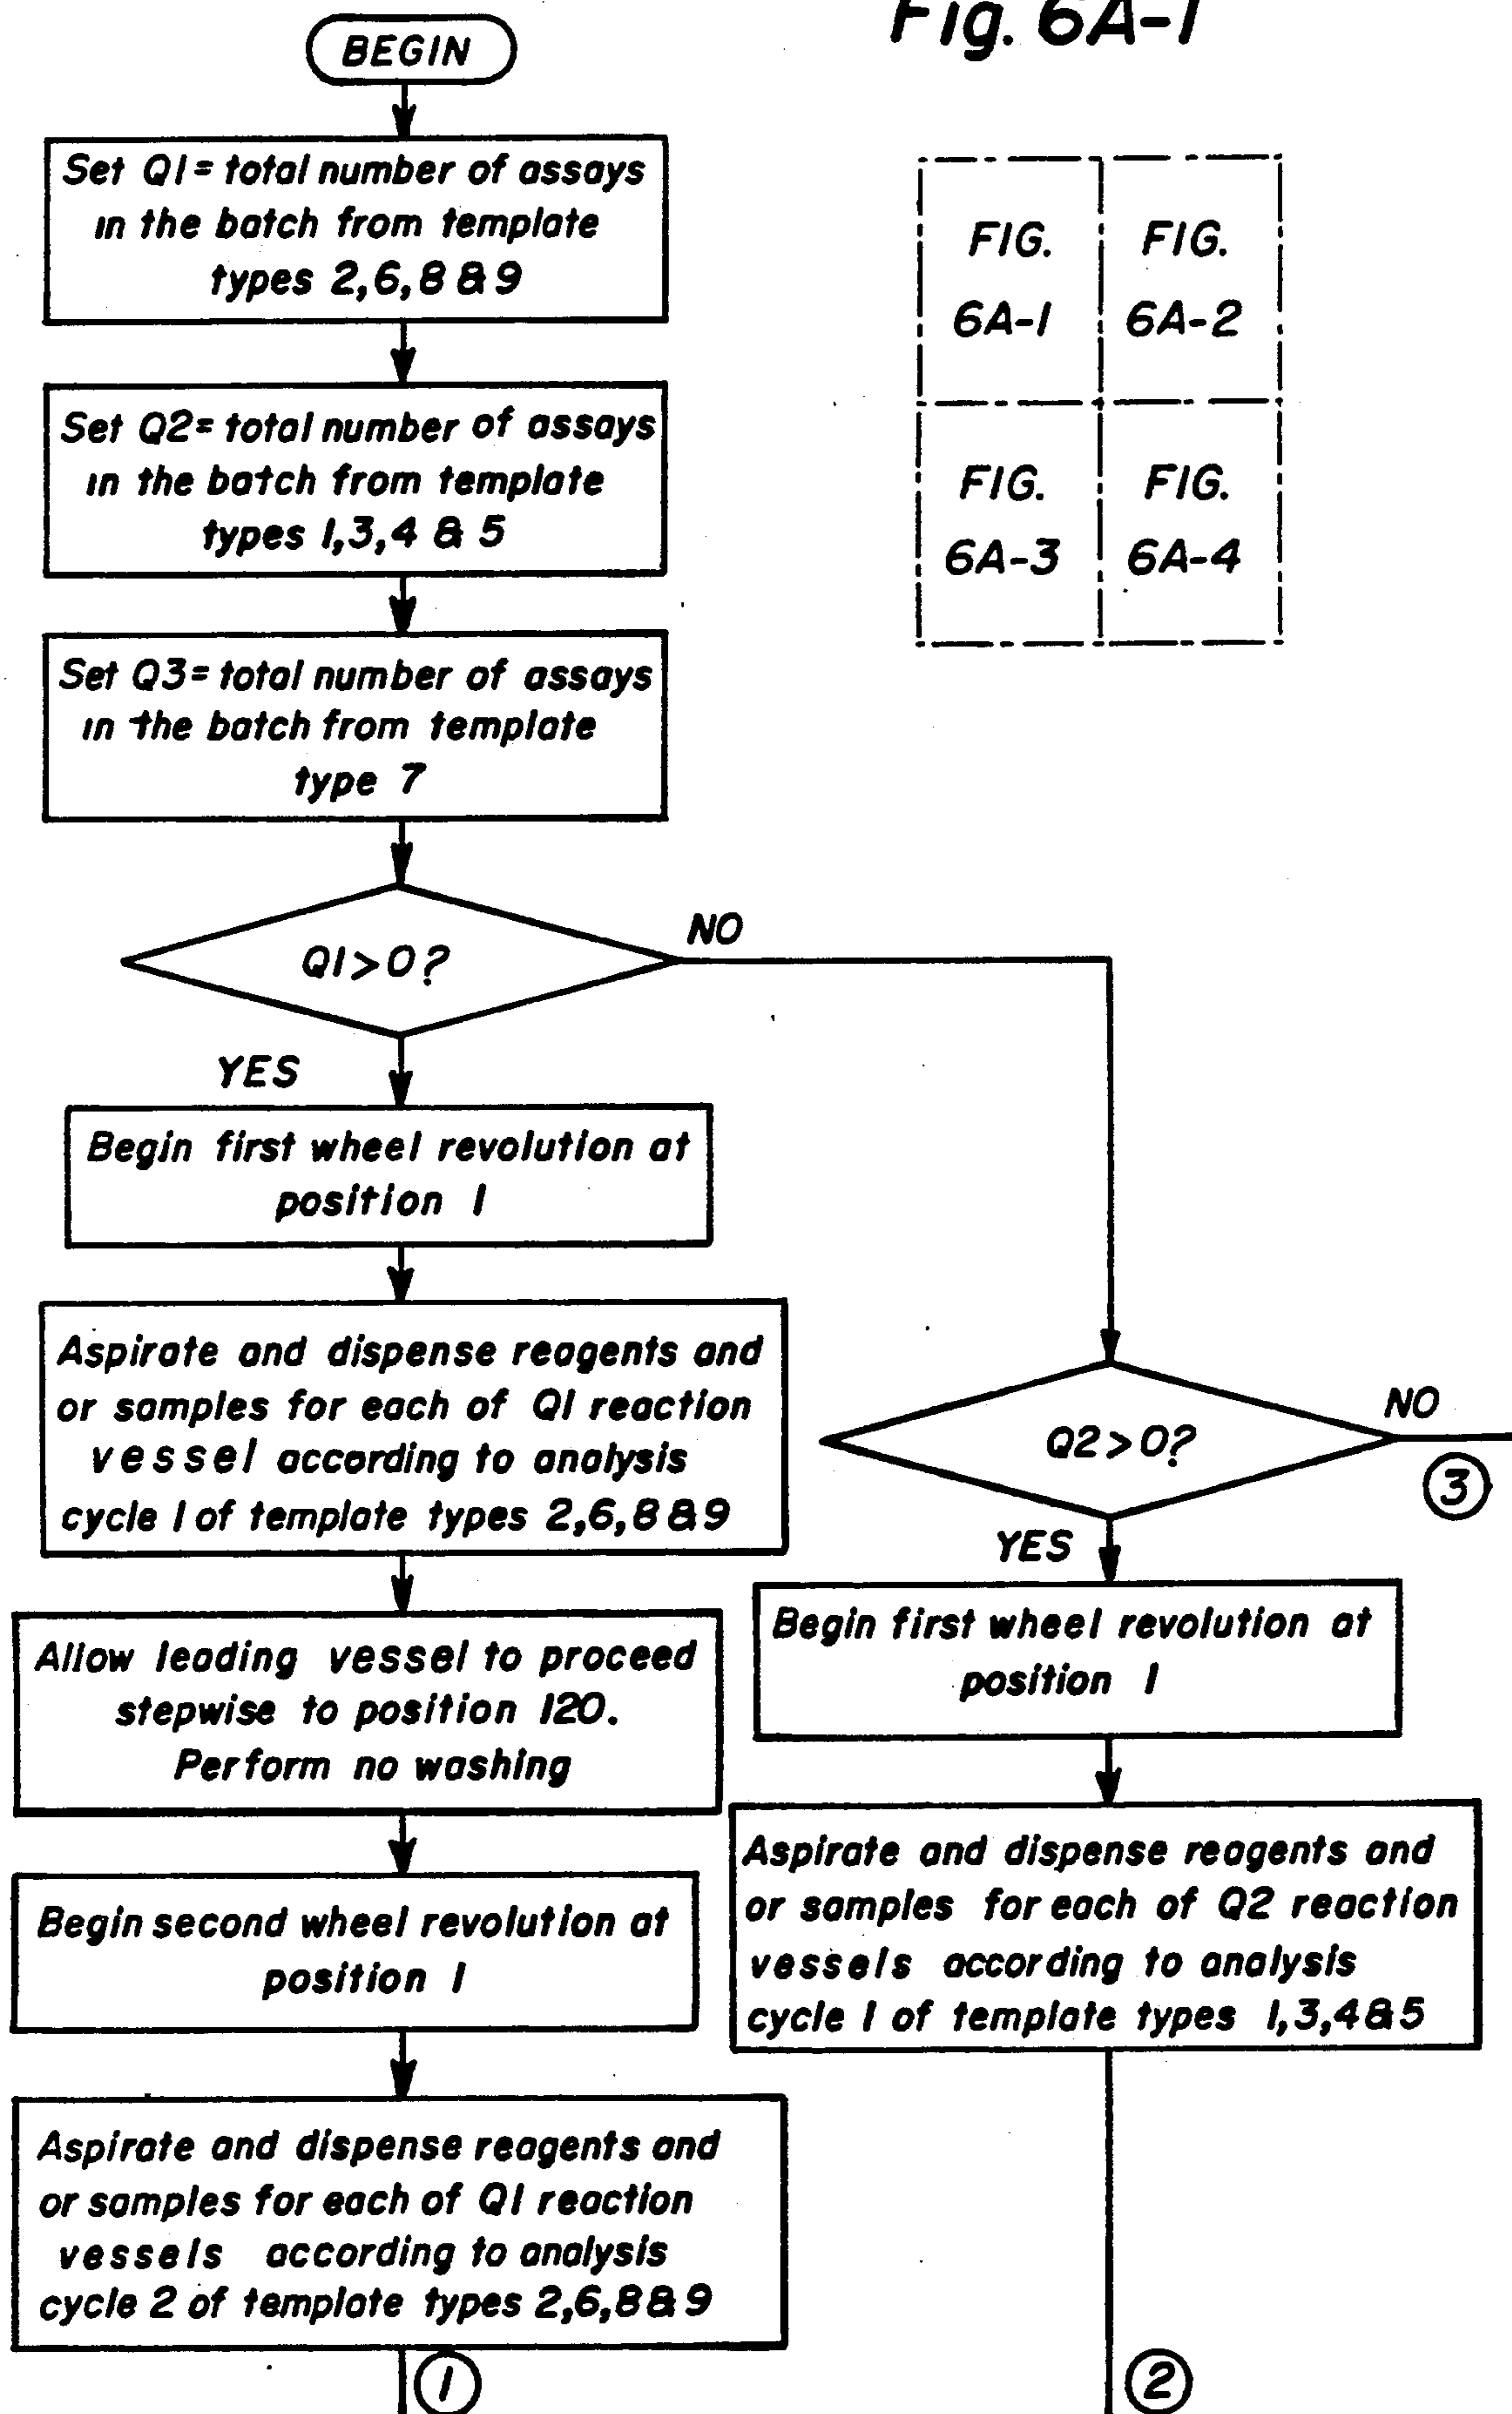 Fig. 6A-1
BEGIN
Set Q1= total number of assays
in the batch from template
types 2,6,8 & 9
Set Q2= total number of assays
in the batch from template
types 1,3,4 & 5
Set Q3= total number of assays
in the batch from template
type 7
FIG.
6A-1
FIG.
6A-2
FIG.
6A-3
FIG.
6A-4
Q1>0?
NO
YES
Begin first wheel revolution at
position 1
Aspirate and dispense reagents and
or samples for each of Q1 reaction
vessel according to analysis
cycle 1 of template types 2,6,8&9
Allow leading vessel to proceed
stepwise to position 120.
Perform no washing
Begin second wheel revolution at
position 1
Aspirate and dispense reagents and
or samples for each of Q1 reaction
vessels according to analysis
cycle 2 of template types 2,6,8&9
1
Q2>0?
NO
3
YES
Begin first wheel revolution at
position 1
Aspirate and dispense reagents and
or samples for each of Q2 reaction
vessels according to analysis
cycle 1 of template types 1,3,4&5
2